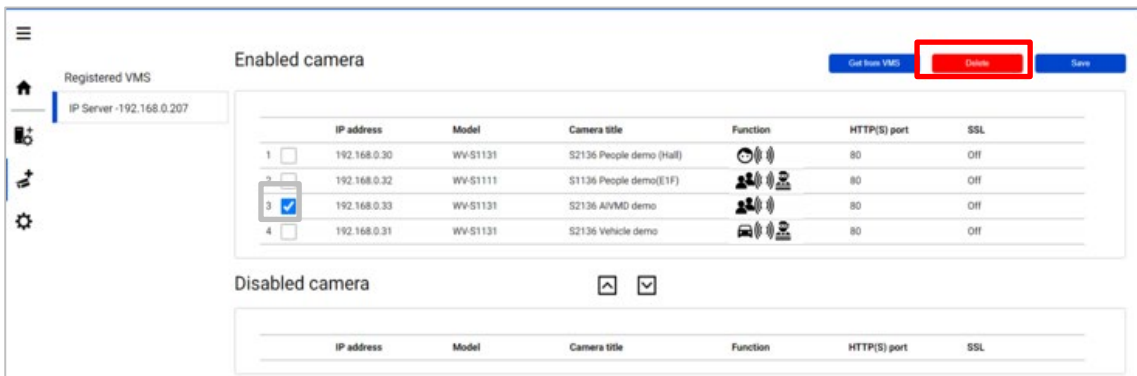 Enabled camera
Get from VMS Delete Save
Registered VMS
IP Server -192.168.0.207
IP address Model Camera title Function HTTP(S) port SSL
1 192.168.0.30 WV-S1131 S2136 People demo (Hall) 80 Off
2 192.168.0.32 WV-S1111 S1136 People demo(E1F) 80 Off
3 192.168.0.33 WV-S1131 S2136 AIVMD demo 80 Off
4 192.168.0.31 WV-S1131 S2136 Vehicle demo 80 Off
Disabled camera
IP address Model Camera title Function HTTP(S) port SSL